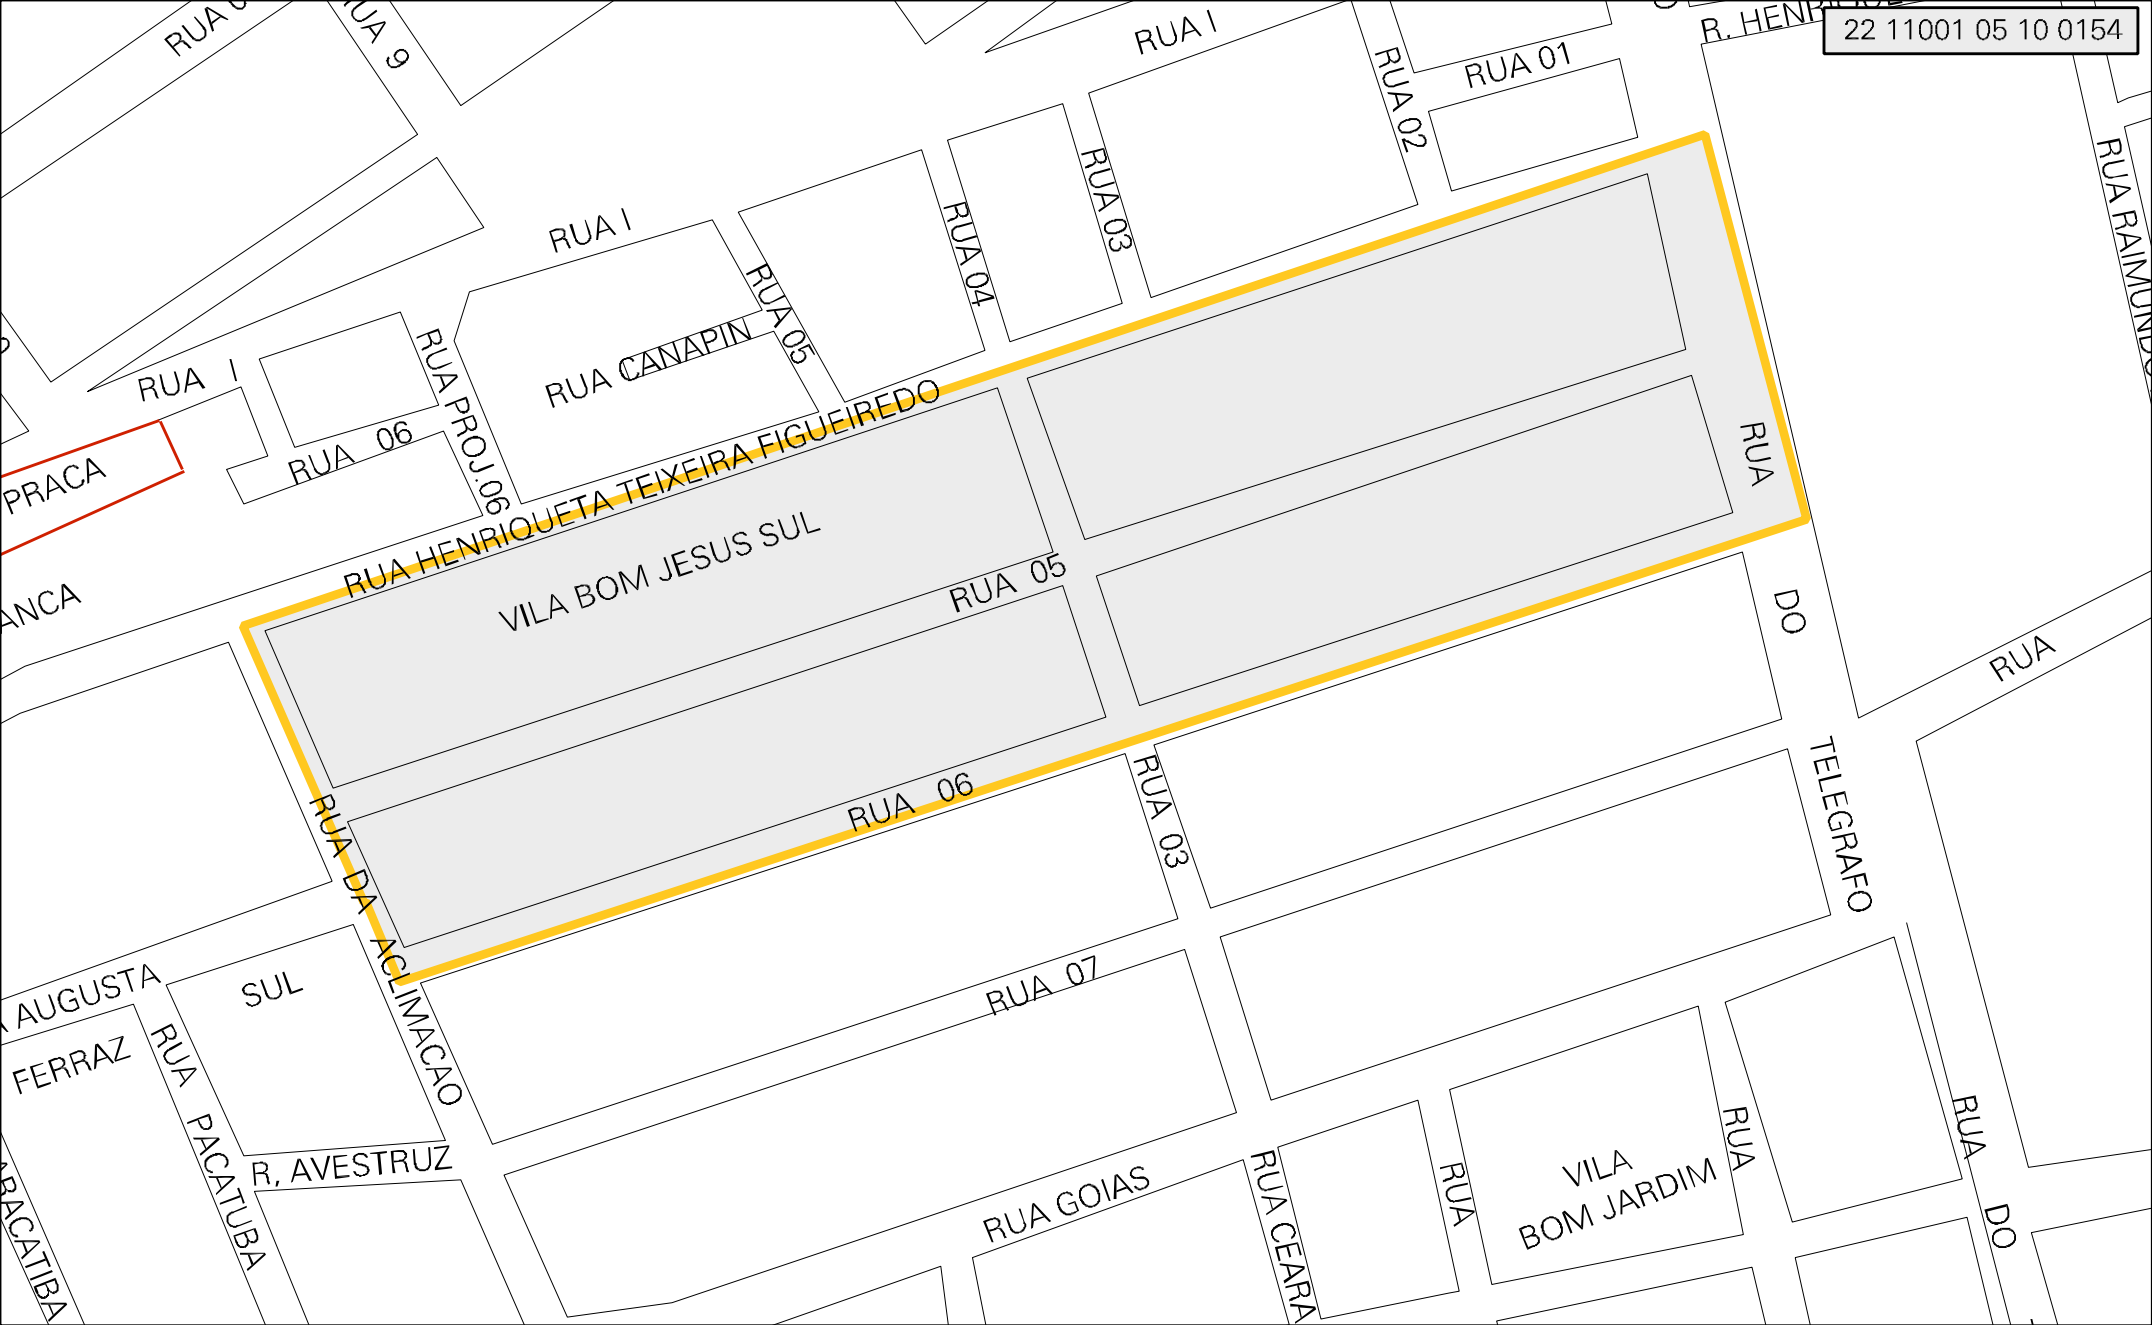 RUA
RUA 9
RUA I
R. HENRIQUE
22 11001 05 10 0154
RUA 01
RUA 02
RUA 03
RUA 04
RUA I
RUA 05
RUA CANAPIN
RUA I
RUA PROJ.06
RUA 06
PRACA
RUA HENRIQUETA TEIXEIRA FIGUEIREDO
VILA BOM JESUS SUL
RUA 05
RUA RAIMUNDO
RUA
DO
TELEGRAFO
RUA
ANCA
RUA 06
RUA 03
RUA DA ACLIMACAO
RUA 07
AUGUSTA
FERRAZ
SUL
RUA PACATUBA
R, AVESTRUZ
RUA GOIAS
RUA CEARA
RUA
VILA
BOM JARDIM
RUA
RUA
DO
ARACATIBA